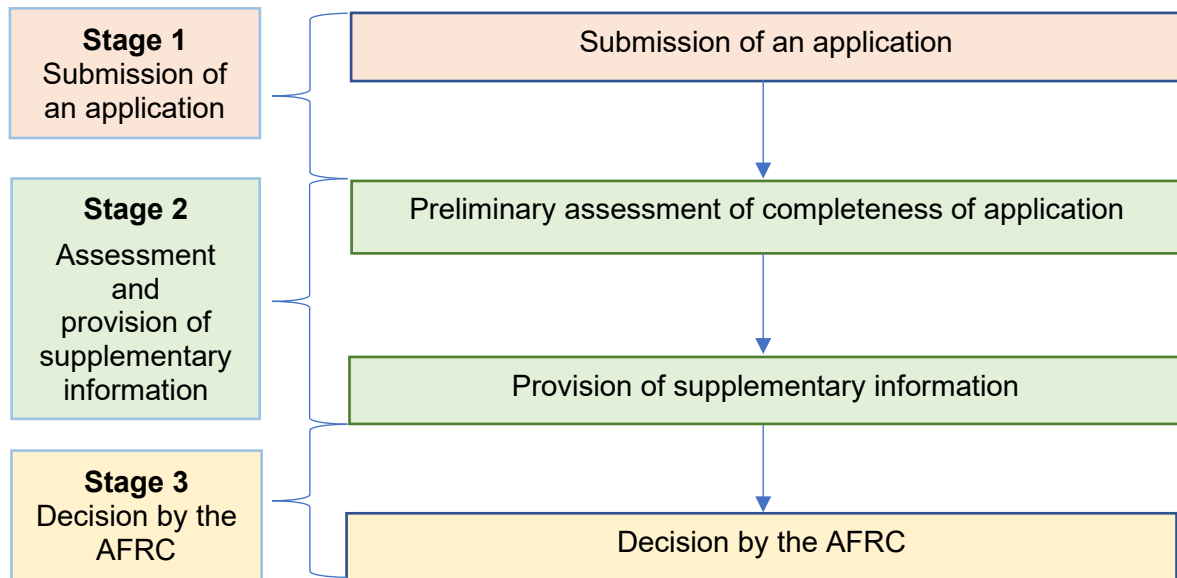 Stage 1
Submission of
an application
Submission of an application
Stage 2
Assessment
and
provision of
supplementary
information
Preliminary assessment of completeness of application
Provision of supplementary information
Stage 3
Decision by the
AFRC
Decision by the AFRC